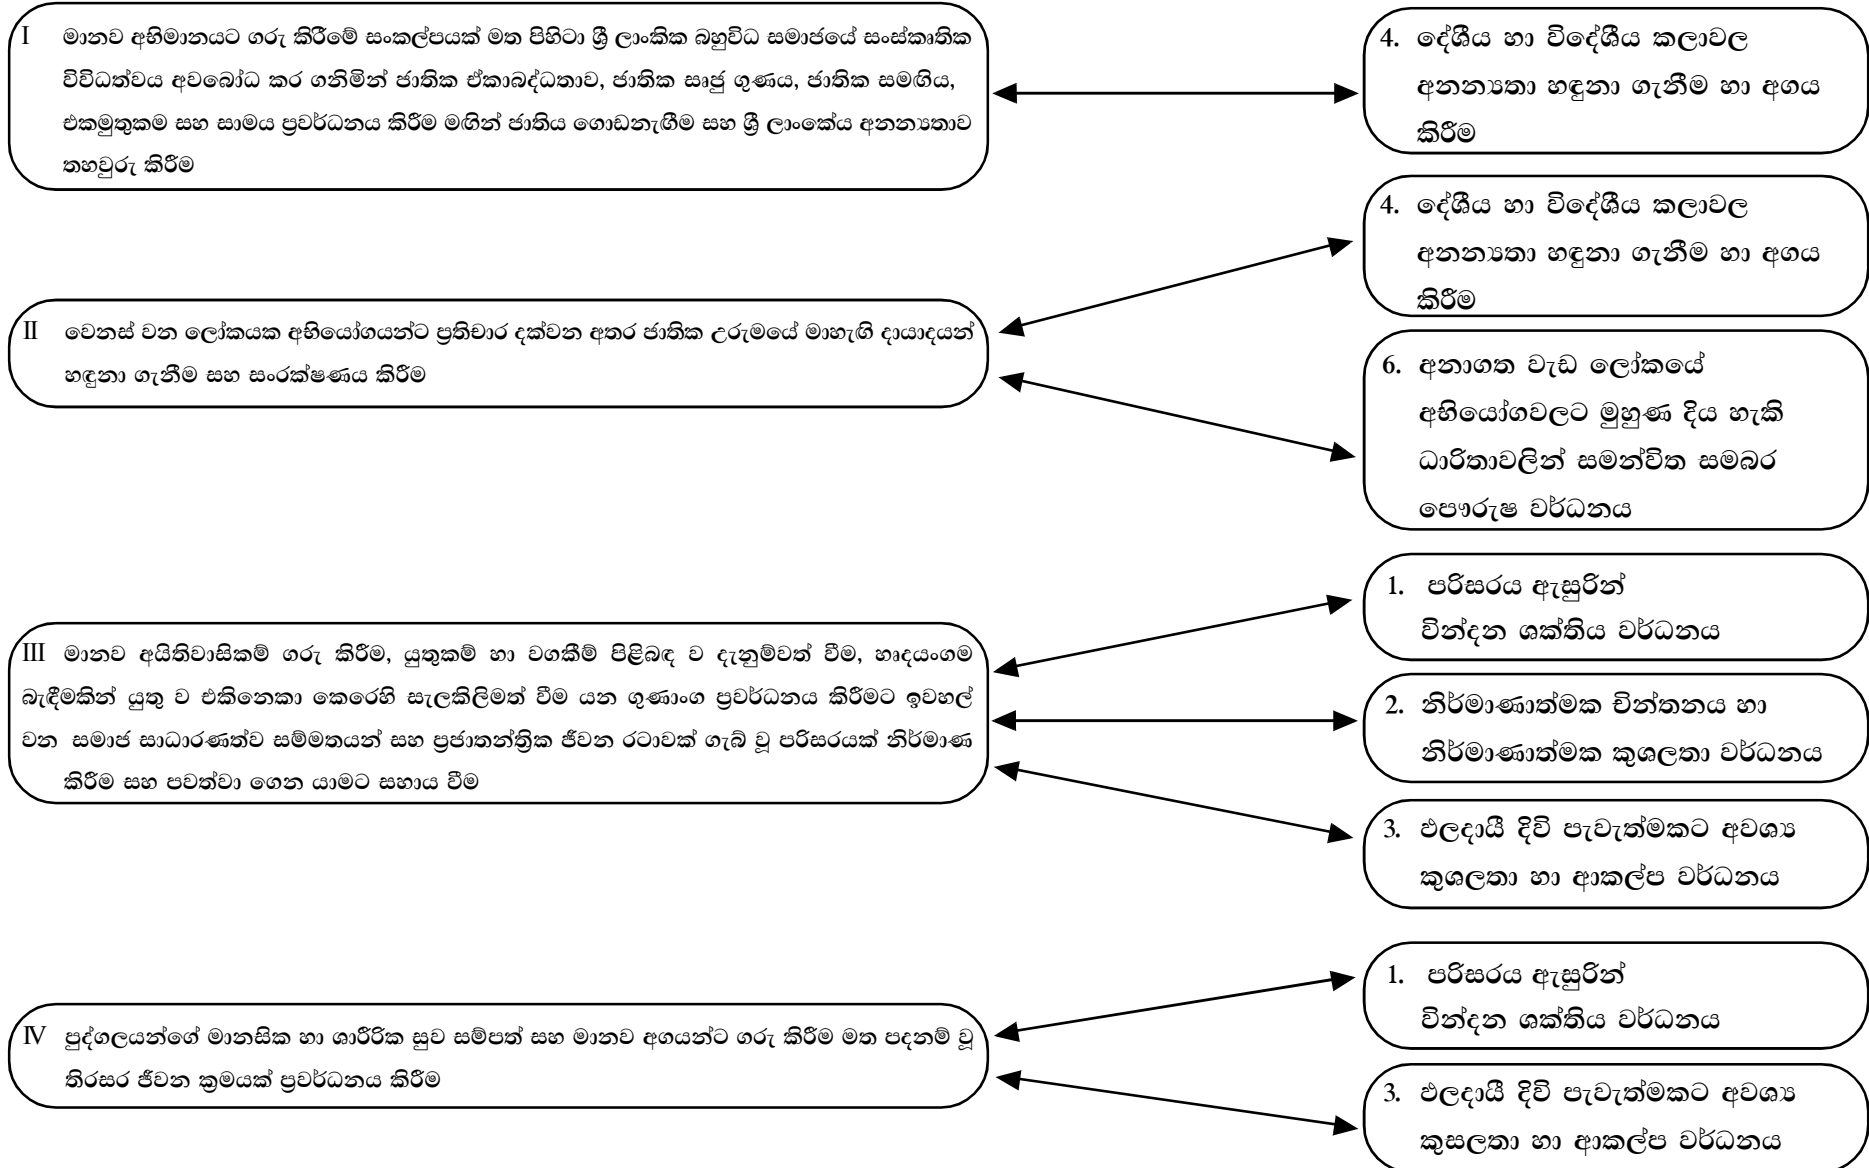 I මානව අභිමානයට ගරු කිරීමේ සංකල්පයක් මත පිහිටා ශ්‍රී ලාංකික බහුවිධ සමාජයේ සංස්කෘතික
විවිධත්වය අවබෝධ කර ගනිමින් ජාතික ඒකාබද්ධතාව, ජාතික සෘජු ගුණය, ජාතික සමගිය,
එකමුතුකම සහ සාමය ප්‍රවර්ධනය කිරීම මඟින් ජාතිය ගොඩනැඟීම සහ ශ්‍රී ලාංකේය අනන්‍යතාව
තහවුරු කිරීම
4. දේශීය හා විදේශීය කලාවල
අනන්‍යතා හඳුනා ගැනීම හා අගය
කිරීම
II වෙනස් වන ලෝකයක අභියෝගයන්ට ප්‍රතිචාර දක්වන අතර ජාතික උරුමයේ මාහැඟි දායාදයන්
හඳුනා ගැනීම සහ සංරක්ෂණය කිරීම
4. දේශීය හා විදේශීය කලාවල
අනන්‍යතා හඳුනා ගැනීම හා අගය
කිරීම
6. අනාගත වැඩ ලෝකයේ
අභියෝගවලට මුහුණ දිය හැකි
ධාරිතාවලින් සමන්විත සමබර
පෞරුෂ වර්ධනය
III මානව අයිතිවාසිකම් ගරු කිරීම, යුතුකම් හා වගකීම් පිළිබඳ ව දැනුම්වත් වීම, හෘදයංගම
බැඳීමකින් යුතු ව එකිනෙකා කෙරෙහි සැලකිලිමත් වීම යන ගුණාංග ප්‍රවර්ධනය කිරීමට ඉවහල්
වන සමාජ සාධාරණත්ව සම්මතයන් සහ ප්‍රජාතන්ත්‍රික ජීවන රටාවක් ගැබ් වූ පරිසරයක් නිර්මාණ
කිරීම සහ පවත්වා ගෙන යාමට සහාය වීම
1. පරිසරය ඇසුරින්
වින්දන ශක්තිය වර්ධනය
2. නිර්මාණාත්මක චින්තනය හා
නිර්මාණාත්මක කුශලතා වර්ධනය
3. ඵලදායී දිවි පැවැත්මකට අවශ්‍ය
කුශලතා හා ආකල්ප වර්ධනය
IV පුද්ගලයන්ගේ මානසික හා ශාරීරික සුව සම්පත් සහ මානව අගයන්ට ගරු කිරීම මත පදනම් වූ
තිරසර ජීවන ක්‍රමයක් ප්‍රවර්ධනය කිරීම
1. පරිසරය ඇසුරින්
වින්දන ශක්තිය වර්ධනය
3. ඵලදායී දිවි පැවැත්මකට අවශ්‍ය
කුසලතා හා ආකල්ප වර්ධනය